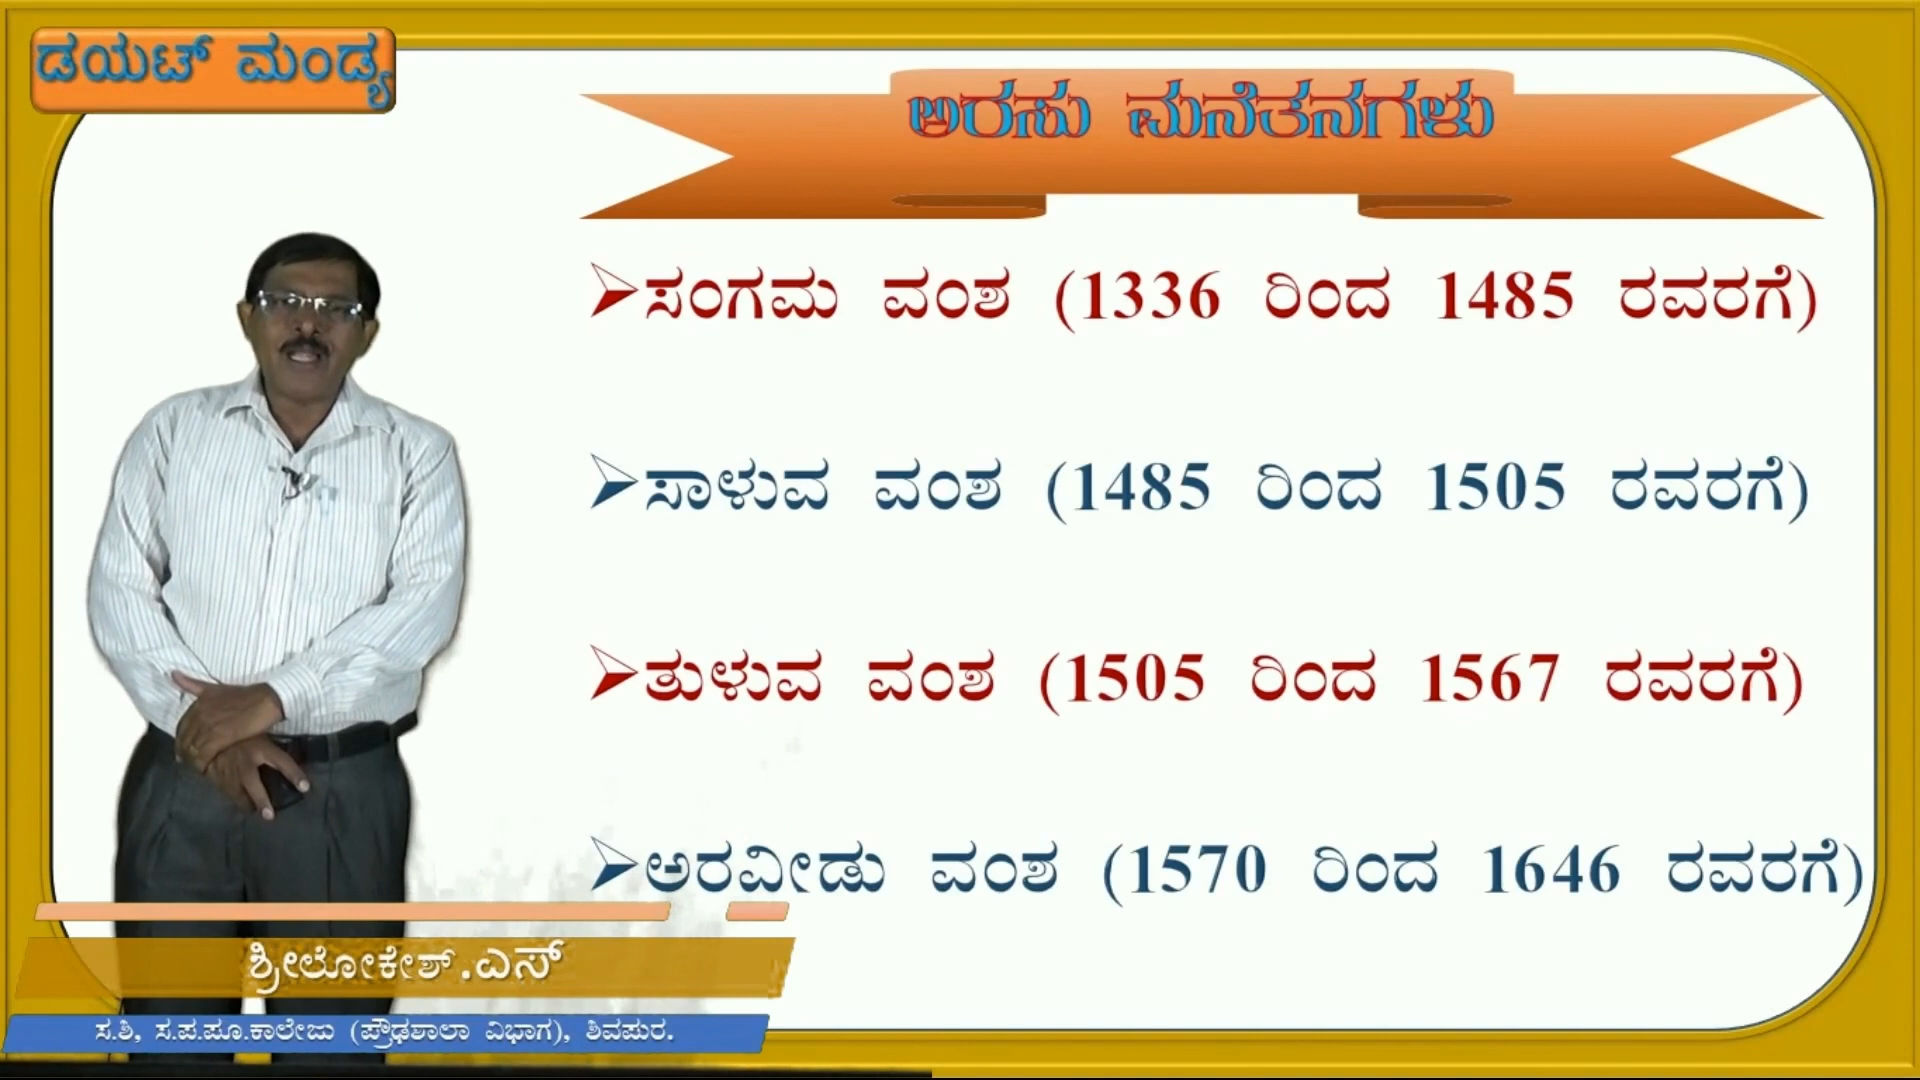 ಡಯಟ್ ಮಂಡ್ಯ
ಅರಸು ಮನೆತನಗಳು
ಸಂಗಮ ವಂಶ (1336 ರಿಂದ 1485 ರವರಗೆ)
ಸಾಳುವ ವಂಶ (1485 ರಿಂದ 1505 ರವರಗೆ)
ತುಳುವ ವಂಶ (1505 ರಿಂದ 1567 ರವರಗೆ)
ಅರವೀಡು ವಂಶ (1570 ರಿಂದ 1646 ರವರಗೆ)
ಶ್ರೀಲೋಕೇಶ್.ಎಸ್
ಸ.ಶಿ, ಸ.ಪ.ಪೂ.ಕಾಲೇಜು (ಪ್ರೌಢಶಾಲಾ ವಿಭಾಗ), ಶಿವಪುರ.